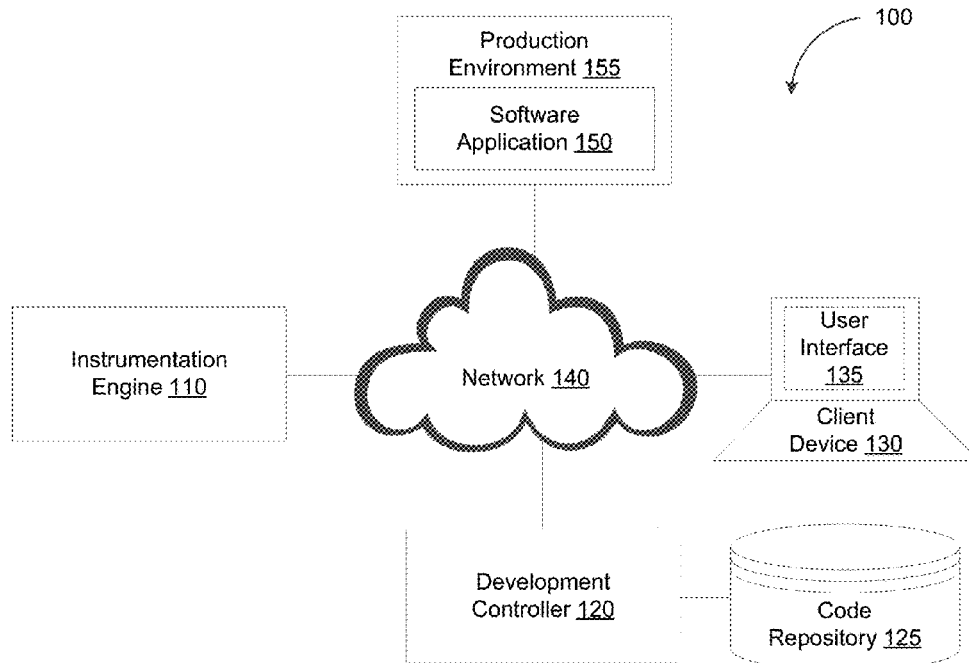 100
Production
Environment 155
Software
Application 150
Instrumentation
Engine 110
Network 140
User
Interface
135
Client
Device 130
Development
Controller 120
Code
Repository 125